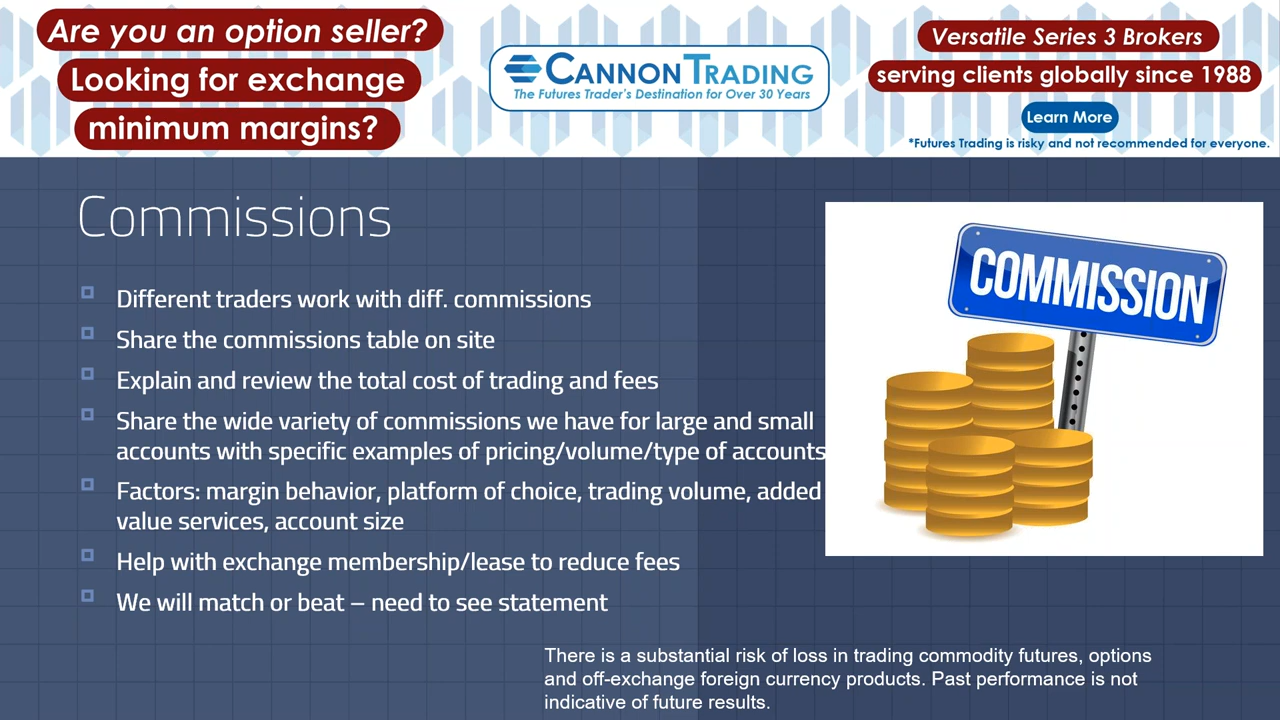 Are you an option seller?
Looking for exchange
minimum margins?
CANNON TRADING
The Futures Trader's Destination for Over 30 Years
Versatile Series 3 Brokers
serving clients globally since 1988
Learn More
*Futures Trading is risky and not recommended for everyone.
Commissions
Different traders work with diff. commissions
Share the commissions table on site
Explain and review the total cost of trading and fees
Share the wide variety of commissions we have for large and small
accounts with specific examples of pricing/volume/type of accounts
Factors: margin behavior, platform of choice, trading volume, added
value services, account size
Help with exchange membership/lease to reduce fees
We will match or beat – need to see statement
COMMISSION
There is a substantial risk of loss in trading commodity futures, options
and off-exchange foreign currency products. Past performance is not
indicative of future results.